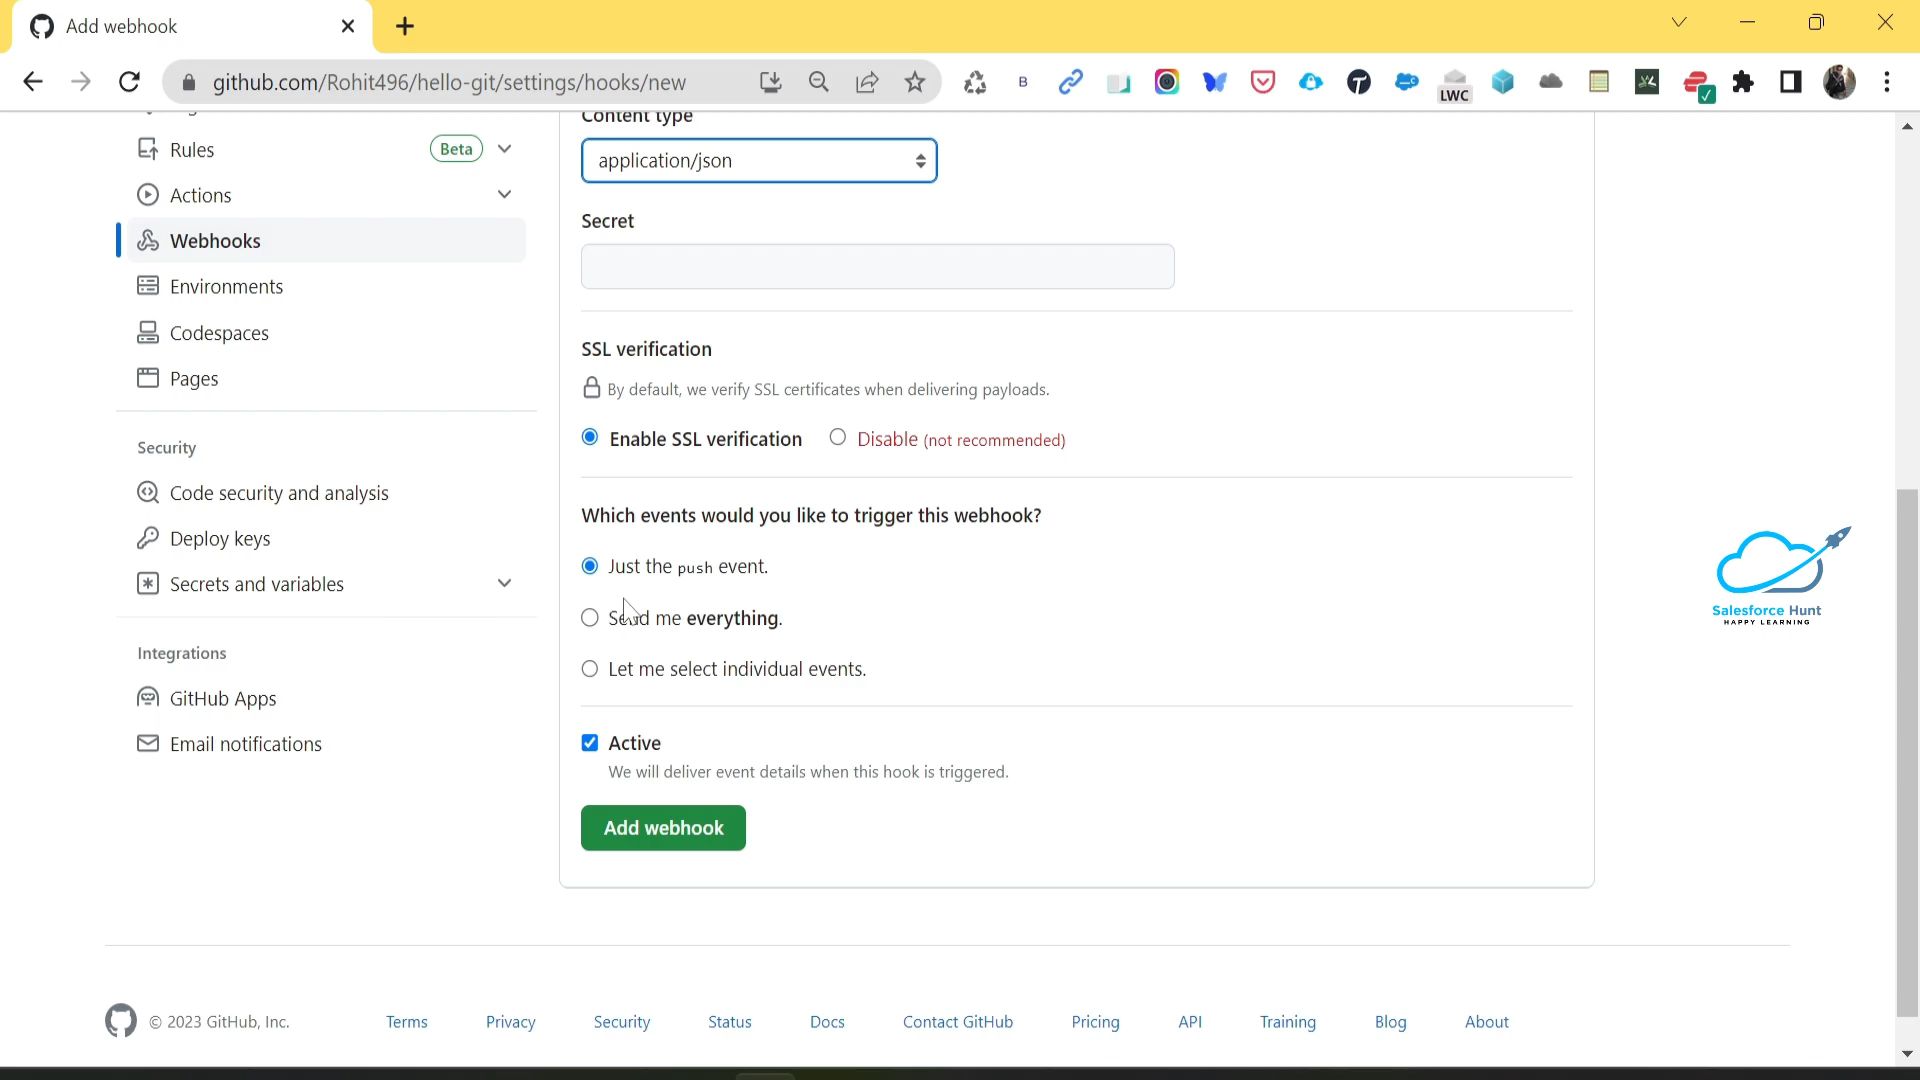 Add webhook
github.com/Rohit496/hello-git/settings/hooks/new
B
LWC
Rules
Beta
Actions
Webhooks
Environments
Codespaces
Pages
Security
Code security and analysis
Deploy keys
Secrets and variables
Integrations
GitHub Apps
Email notifications
Content type
application/json
Secret
SSL verification
By default, we verify SSL certificates when delivering payloads.
Enable SSL verification
Disable (not recommended)
Which events would you like to trigger this webhook?
Just the push event.
Send me everything.
Let me select individual events.
Active
We will deliver event details when this hook is triggered.
Add webhook
Salesforce Hunt
HAPPY LEARNING
© 2023 GitHub, Inc.
Terms
Privacy
Security
Status
Docs
Contact GitHub
Pricing
API
Training
Blog
About